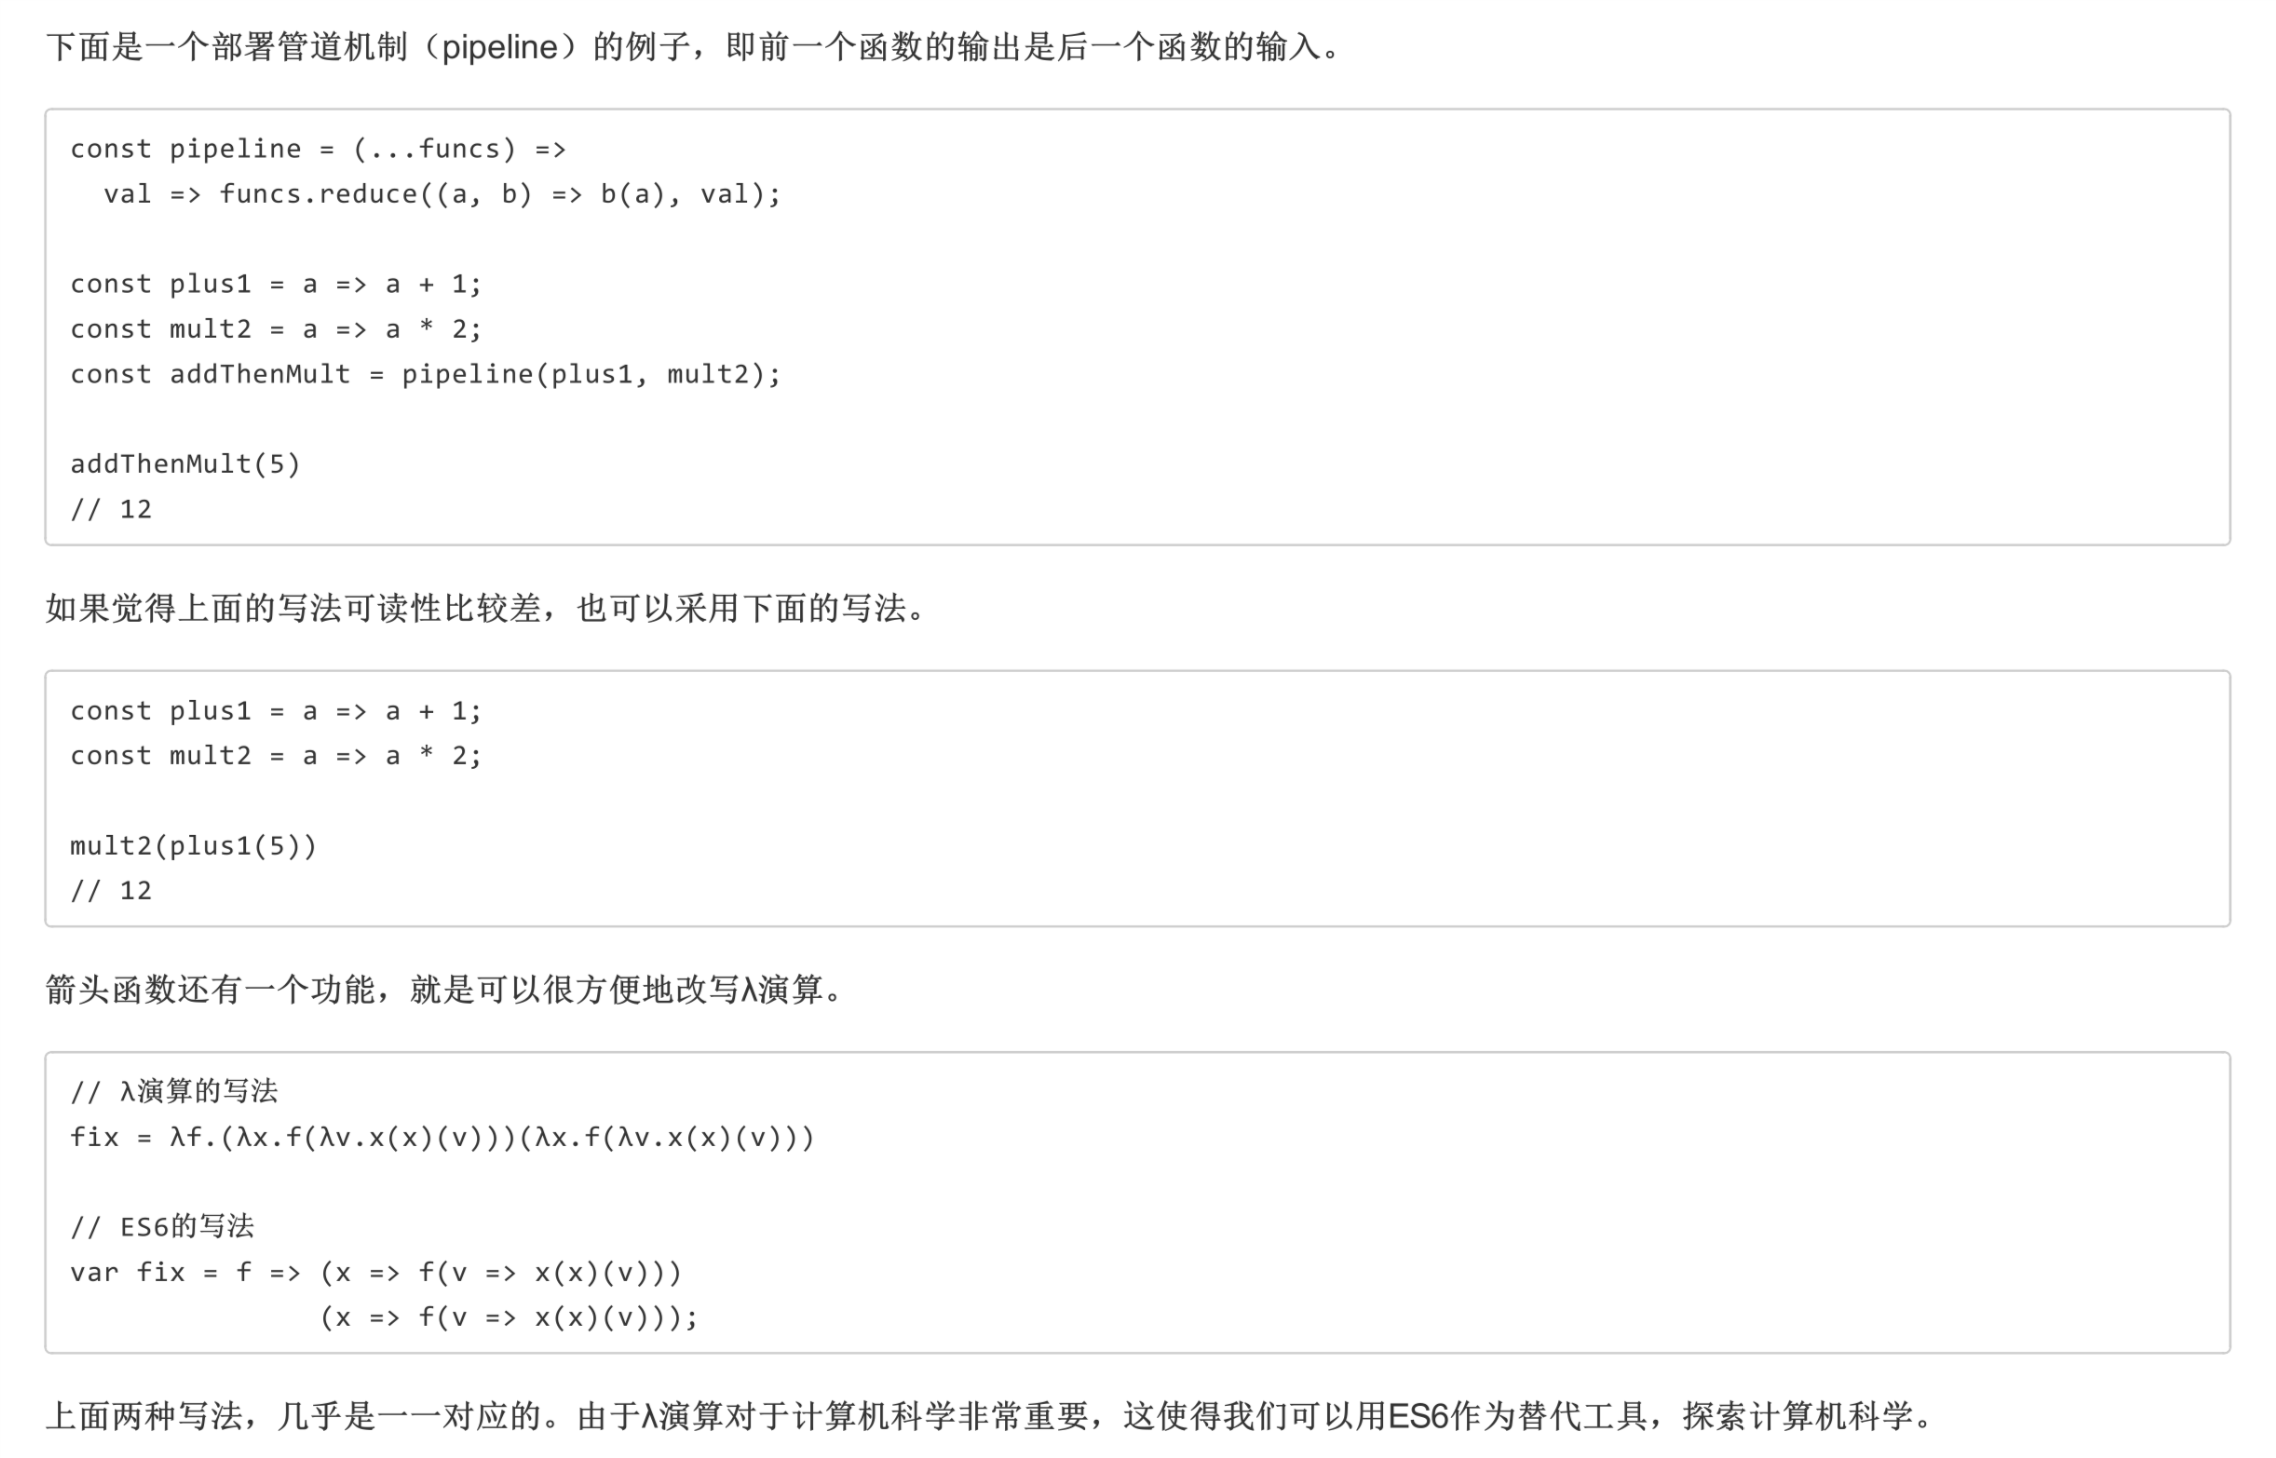 下面是一个部署管道机制（pipeline）的例子，即前一个函数的输出是后一个函数的输入。
const pipeline = (...funcs) =>
  val => funcs.reduce((a, b) => b(a), val);
const plus1 = a => a + 1;
const mult2 = a => a * 2;
const addThenMult = pipeline(plus1, mult2);
addThenMult(5)
// 12
如果觉得上面的写法可读性比较差，也可以采用下面的写法。
const plus1 = a => a + 1;
const mult2 = a => a * 2;
mult2(plus1(5))
// 12
箭头函数还有一个功能，就是可以很方便地改写λ演算。
// λ演算的写法
fix = λf.(λx.f(λv.x(x)(v)))(λx.f(λv.x(x)(v)))
// ES6的写法
var fix = f => (x => f(v => x(x)(v)))
               (x => f(v => x(x)(v)));
上面两种写法，几乎是一一对应的。由于λ演算对于计算机科学非常重要，这使得我们可以用ES6作为替代工具，探索计算机科学。